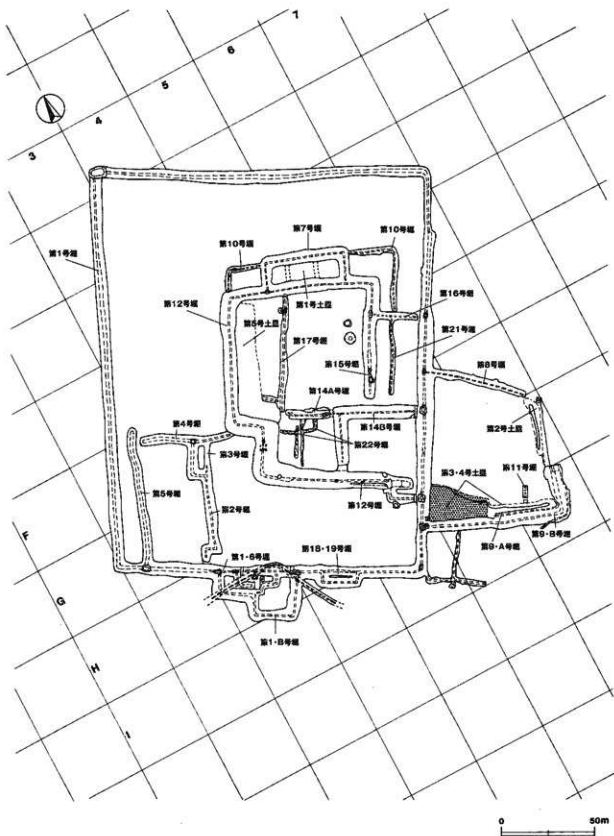 7
6
5
4
3
第7号堀
第10号堀
第10号堀
第1号堀
第12号堀
第1号土塁
第16号堀
第5号土塁
第21号堀
第17号堀
第15号堀
第8号堀
第14A号堀
第2号土塁
第14B号堀
第4号堀
第22号堀
第3号堀
第3・4号土塁
第11号堀
第5号堀
第12号堀
第2号堀
F
第9・B号堀
第9・A号堀
第1・6号堀
第18・19号堀
G
第1・B号堀
H
I
0
50m